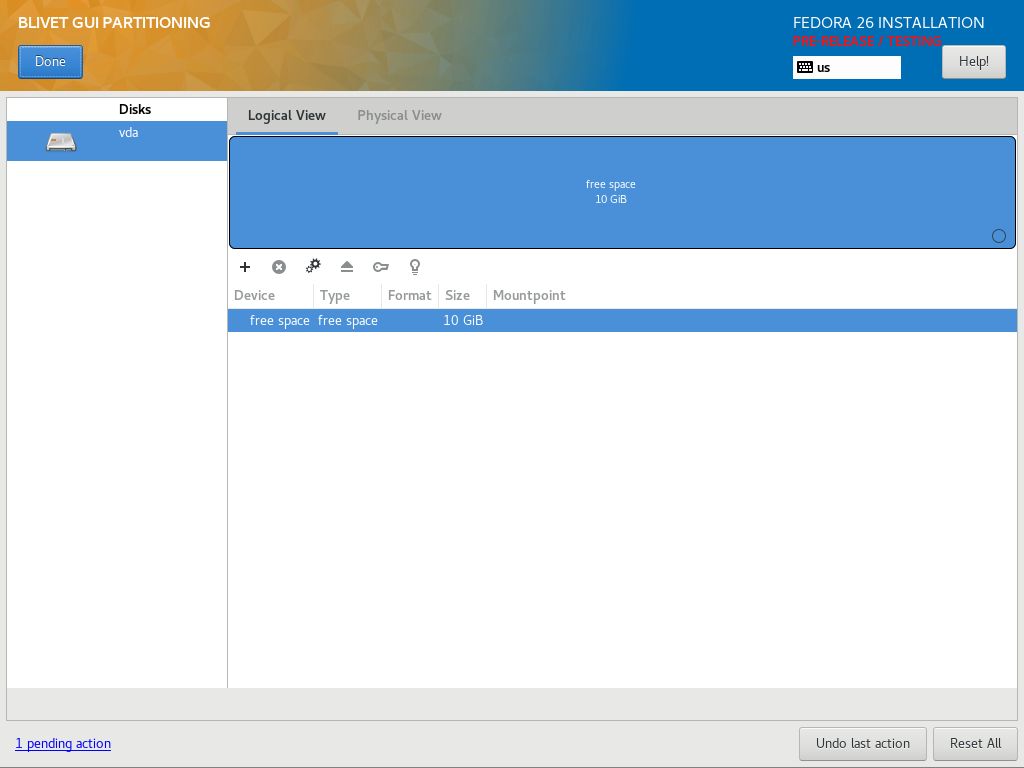 BLIVET GUI PARTITIONING
Done
FEDORA 26 INSTALLATION
PRE-RELEASE / TESTING
us
Help!
Disks
vda
Logical View
Physical View
free space
10 GiB
Device Type Format Size Mountpoint
free space free space 10 GiB
1 pending action
Undo last action
Reset All